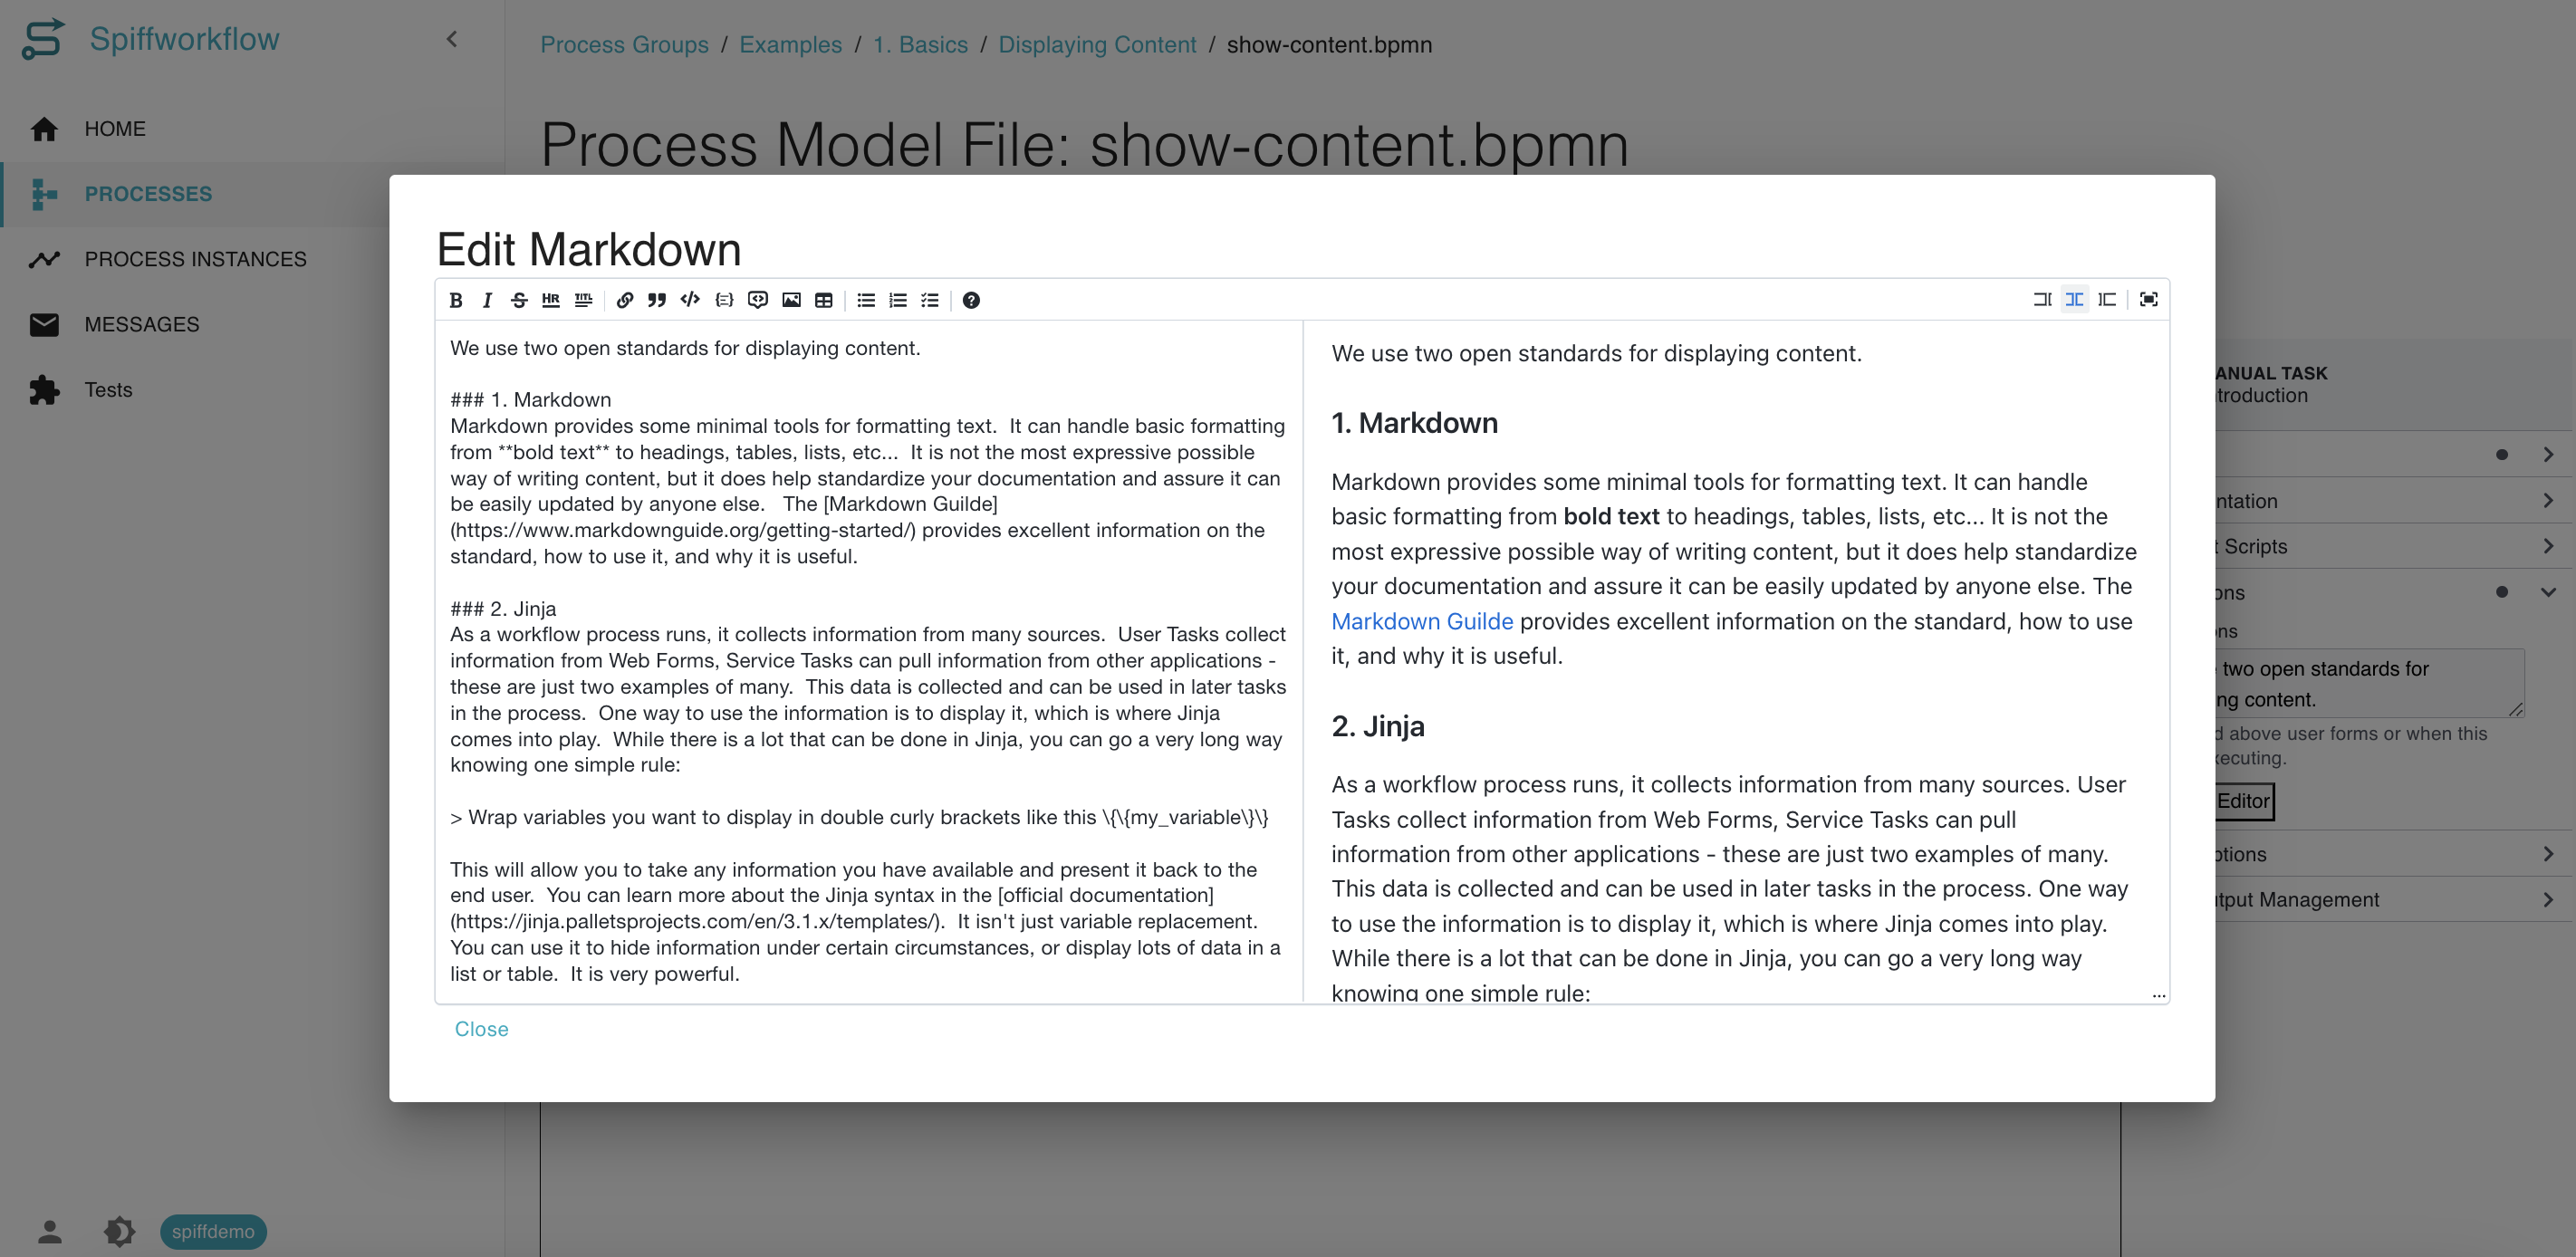 Spiffworkflow
HOME
PROCESSES
PROCESS INSTANCES
MESSAGES
Tests
spiffdemo
Process Groups / Examples / 1. Basics / Displaying Content / show-content.bpmn
Process Model File: show-content.bpmn
Edit Markdown
HR
TITL
We use two open standards for displaying content.
### 1. Markdown
Markdown provides some minimal tools for formatting text.  It can handle basic formatting
from **bold text** to headings, tables, lists, etc...  It is not the most expressive possible
way of writing content, but it does help standardize your documentation and assure it can
be easily updated by anyone else.   The [Markdown Guilde]
(https://www.markdownguide.org/getting-started/) provides excellent information on the
standard, how to use it, and why it is useful.
### 2. Jinja
As a workflow process runs, it collects information from many sources.  User Tasks collect
information from Web Forms, Service Tasks can pull information from other applications -
these are just two examples of many.  This data is collected and can be used in later tasks
in the process.  One way to use the information is to display it, which is where Jinja
comes into play.  While there is a lot that can be done in Jinja, you can go a very long way
knowing one simple rule:
> Wrap variables you want to display in double curly brackets like this \{\{my_variable\}\}
This will allow you to take any information you have available and present it back to the
end user.  You can learn more about the Jinja syntax in the [official documentation]
(https://jinja.palletsprojects.com/en/3.1.x/templates/).  It isn't just variable replacement.
You can use it to hide information under certain circumstances, or display lots of data in a
list or table.  It is very powerful.
We use two open standards for displaying content.
1. Markdown
Markdown provides some minimal tools for formatting text. It can handle
basic formatting from bold text to headings, tables, lists, etc... It is not the
most expressive possible way of writing content, but it does help standardize
your documentation and assure it can be easily updated by anyone else. The
Markdown Guilde provides excellent information on the standard, how to use
it, and why it is useful.
2. Jinja
As a workflow process runs, it collects information from many sources. User
Tasks collect information from Web Forms, Service Tasks can pull
information from other applications - these are just two examples of many.
This data is collected and can be used in later tasks in the process. One way
to use the information is to display it, which is where Jinja comes into play.
While there is a lot that can be done in Jinja, you can go a very long way
knowing one simple rule:
Close
ANUAL TASK
troduction
ntation
t Scripts
ons
ns
two open standards for
ng content.
d above user forms or when this
xecuting.
Editor
ptions
tput Management